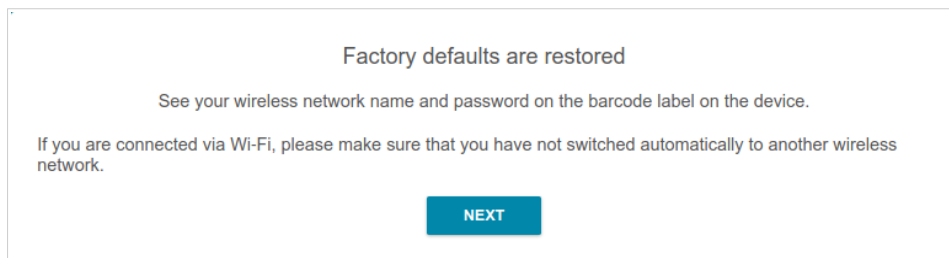 Factory defaults are restored
See your wireless network name and password on the barcode label on the device.
If you are connected via Wi-Fi, please make sure that you have not switched automatically to another wireless
network.
NEXT